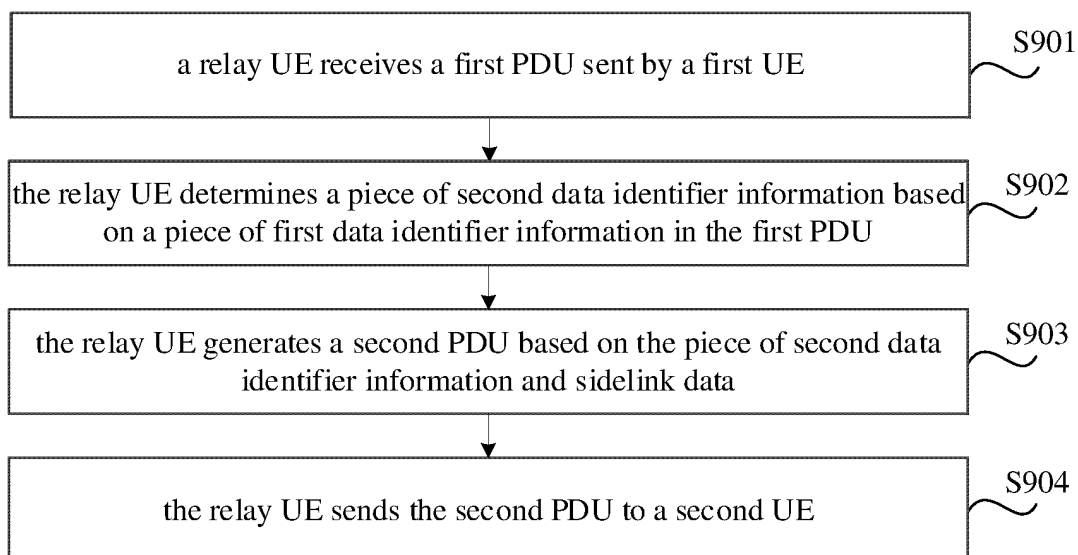 a relay UE receives a first PDU sent by a first UE
S901
the relay UE determines a piece of second data identifier information based
on a piece of first data identifier information in the first PDU
S902
the relay UE generates a second PDU based on the piece of second data
identifier information and sidelink data
S903
the relay UE sends the second PDU to a second UE
S904